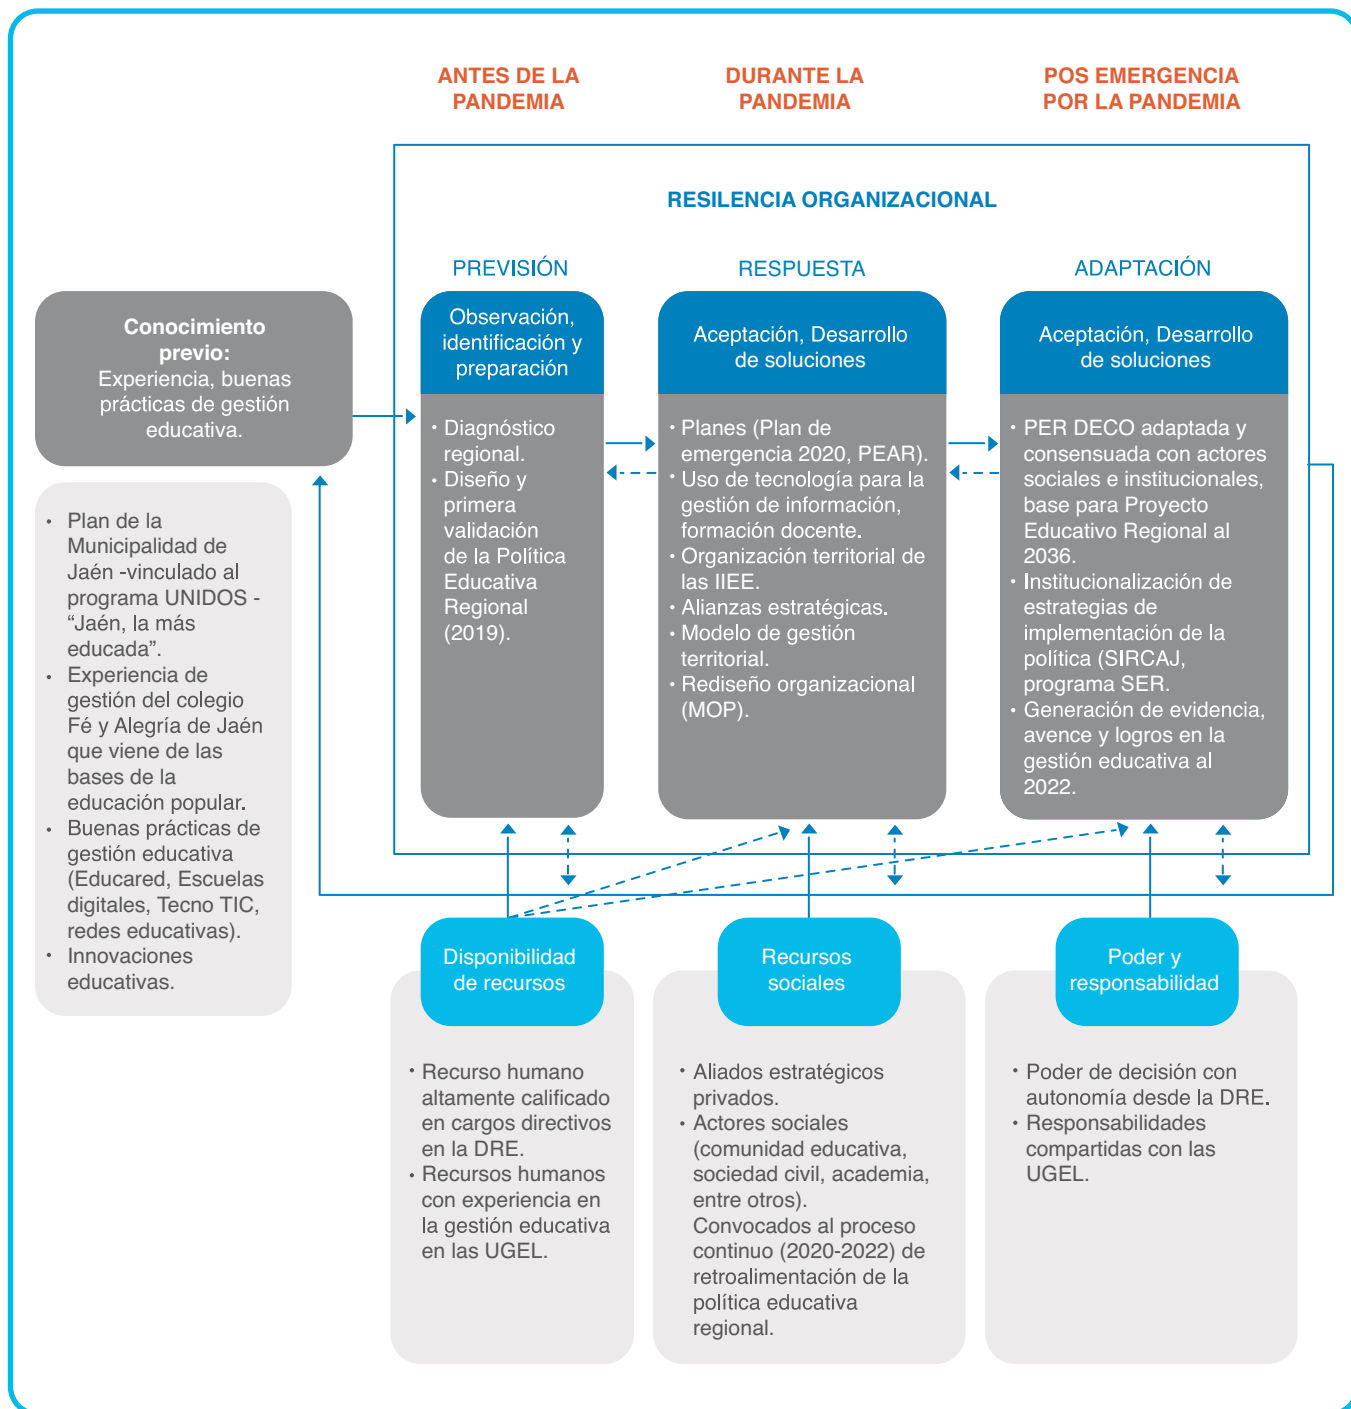 ANTES DE LA
PANDEMIA
DURANTE LA
PANDEMIA
POS EMERGENCIA
POR LA PANDEMIA
RESILENCIA ORGANIZACIONAL
PREVISIÓN
RESPUESTA
ADAPTACIÓN
Conocimiento
previo:
Experiencia, buenas
prácticas de gestión
educativa.
• Plan de la
Municipalidad de
Jaén -vinculado al
programa UNIDOS -
“Jaén, la más
educada”.
• Experiencia de
gestión del colegio
Fé y Alegría de Jaén
que viene de las
bases de la
educación popular.
• Buenas prácticas de
gestión educativa
(Educared, Escuelas
digitales, Tecno TIC,
redes educativas).
• Innovaciones
educativas.
Observación,
identificación y
preparación
• Diagnóstico
regional.
• Diseño y
primera
validación
de la Política
Educativa
Regional
(2019).
Aceptación, Desarrollo
de soluciones
• Planes (Plan de
emergencia 2020, PEAR).
• Uso de tecnología para la
gestión de información,
formación docente.
• Organización territorial de
las IIEE.
• Alianzas estratégicas.
• Modelo de gestión
territorial.
• Rediseño organizacional
(MOP).
Aceptación, Desarrollo
de soluciones
• PER DECO adaptada y
consensuada con actores
sociales e institucionales,
base para Proyecto
Educativo Regional al
2036.
• Institucionalización de
estrategias de
implementación de la
política (SIRCAJ,
programa SER.
• Generación de evidencia,
avence y logros en la
gestión educativa al
2022.
Disponibilidad
de recursos
• Recurso humano
altamente calificado
en cargos directivos
en la DRE.
• Recursos humanos
con experiencia en
la gestión educativa
en las UGEL.
Recursos
sociales
• Aliados estratégicos
privados.
• Actores sociales
(comunidad educativa,
sociedad civil, academia,
entre otros).
Convocados al proceso
continuo (2020-2022) de
retroalimentación de la
política educativa
regional.
Poder y
responsabilidad
• Poder de decisión con
autonomía desde la DRE.
• Responsabilidades
compartidas con las
UGEL.